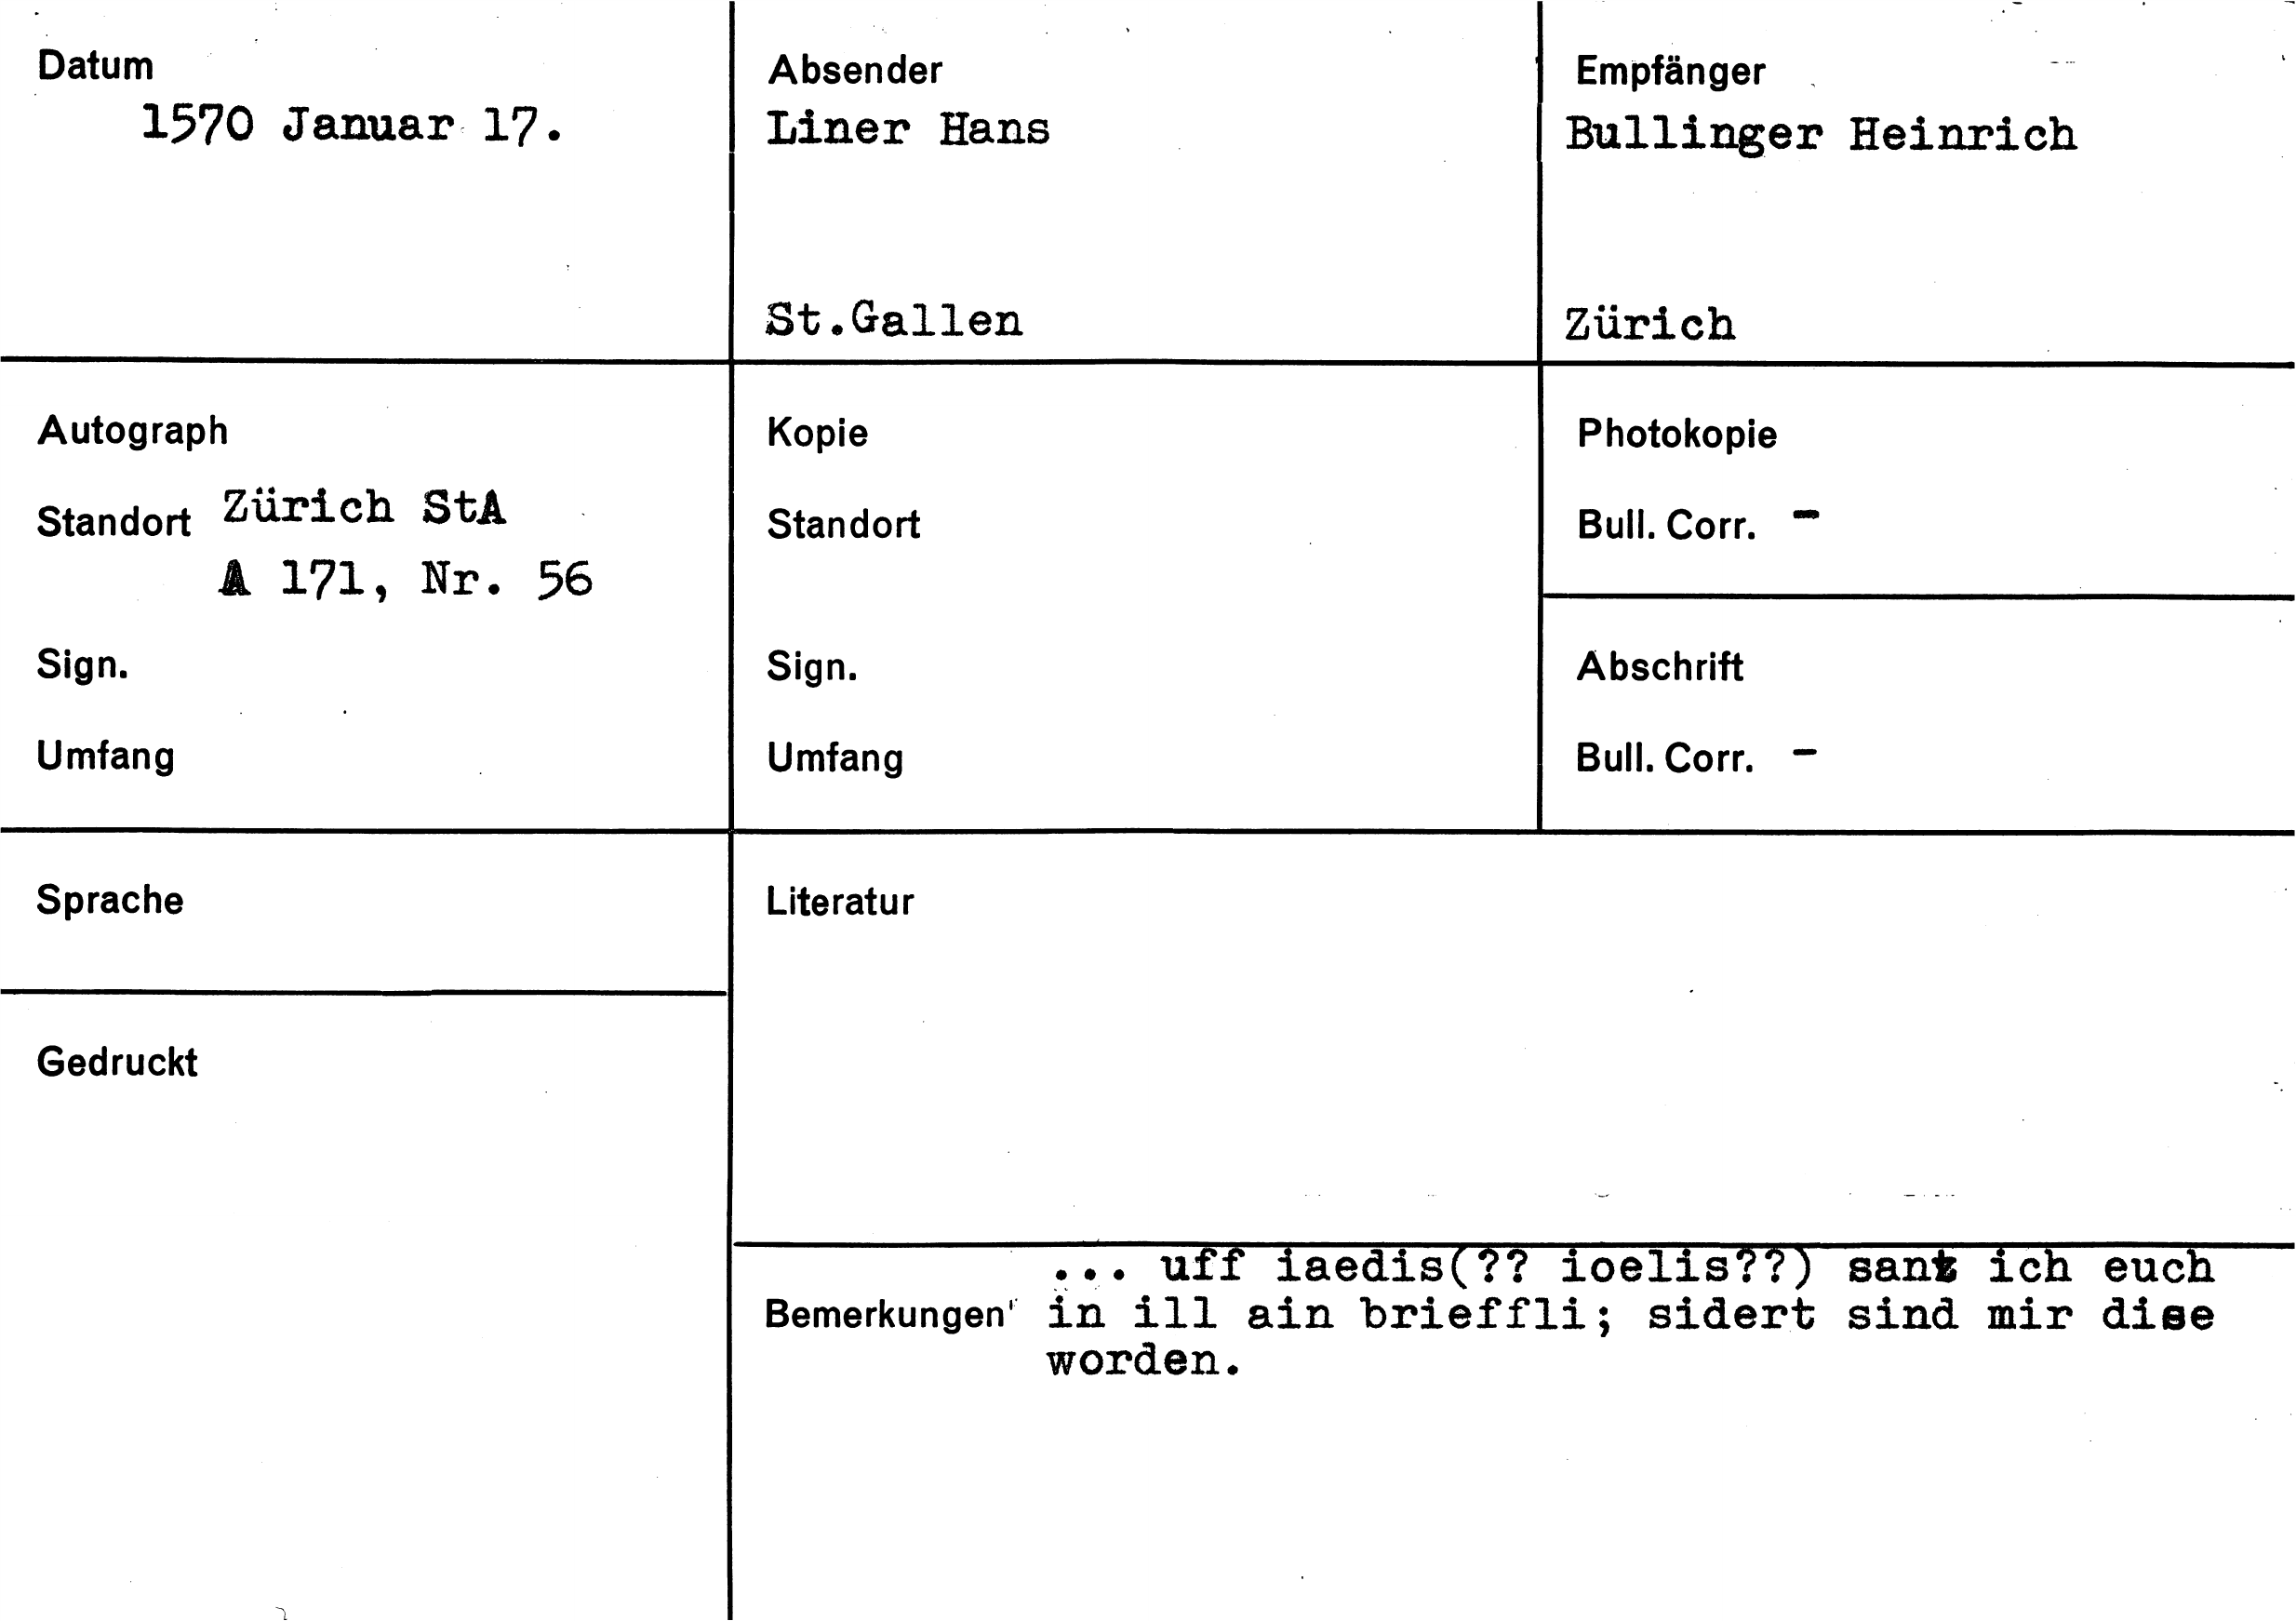 Datum
1570 Januar 17.
Absender
Liner Hans
St.Gallen
Empfänger
Bullinger Heinrich
Zürich
Autograph
Standort Zürich StA
A 171, Nr. 56
Sign.
Umfang
Kopie
Standort
Sign.
Umfang
Photokopie
Bull. Corr. -
Abschrift
Bull. Corr. -
Sprache
Literatur
Gedruckt
... uff iaedis(?? ioelis??) sant ich euch
Bemerkungen in ill ain brieffli; sidert sind mir dise
worden.